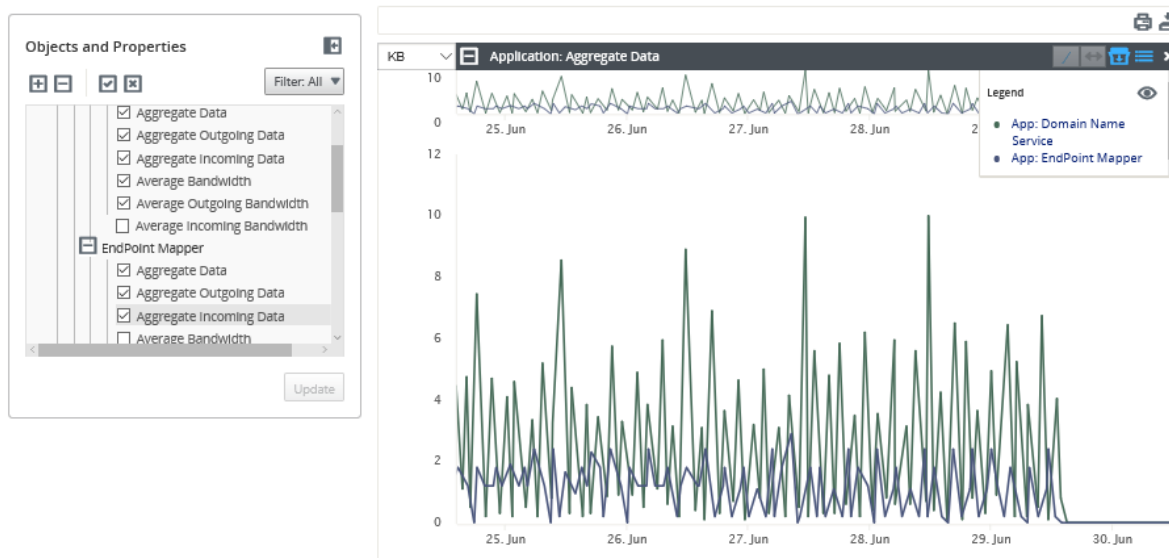 Objects and Properties
Filter: All
Aggregate Data
Aggregate Outgoing Data
Aggregate Incoming Data
Average Bandwidth
Average Outgoing Bandwidth
Average Incoming Bandwidth
EndPoint Mapper
Aggregate Data
Aggregate Outgoing Data
Aggregate Incoming Data
Average Bandwidth
Update
KB
Application: Aggregate Data
10
0
25. Jun
26. Jun
27. Jun
28. Jun
2
Legend
App: Domain Name
Service
App: EndPoint Mapper
12
10
8
6
4
2
0
25. Jun
26. Jun
27. Jun
28. Jun
29. Jun
30. Jun